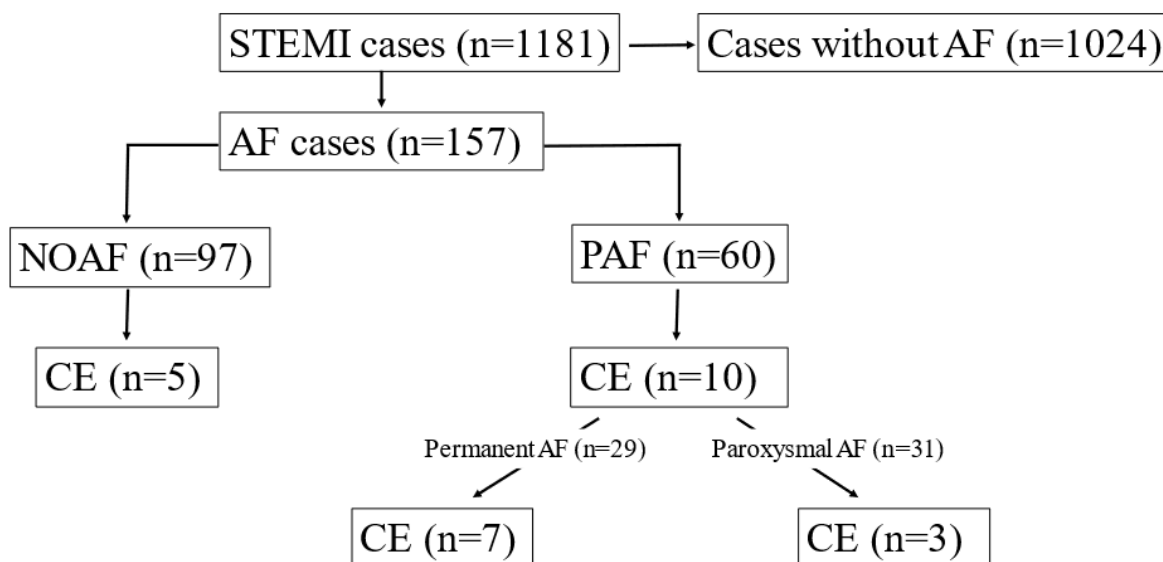 STEMI cases (n=1181)
Cases without AF (n=1024)
AF cases (n=157)
NOAF (n=97)
PAF (n=60)
CE (n=5)
CE (n=10)
Permanent AF (n=29)
Paroxysmal AF (n=31)
CE (n=7)
CE (n=3)